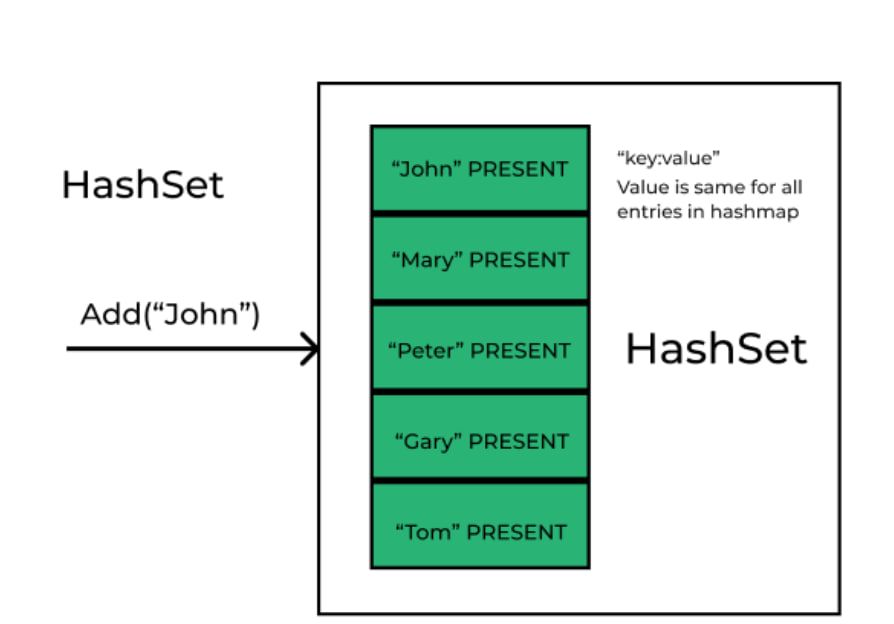 HashSet
Add(“John”)
“John” PRESENT
“Mary” PRESENT
“Peter” PRESENT
“Gary” PRESENT
“Tom” PRESENT
“key:value”
Value is same for all
entries in hashmap
HashSet